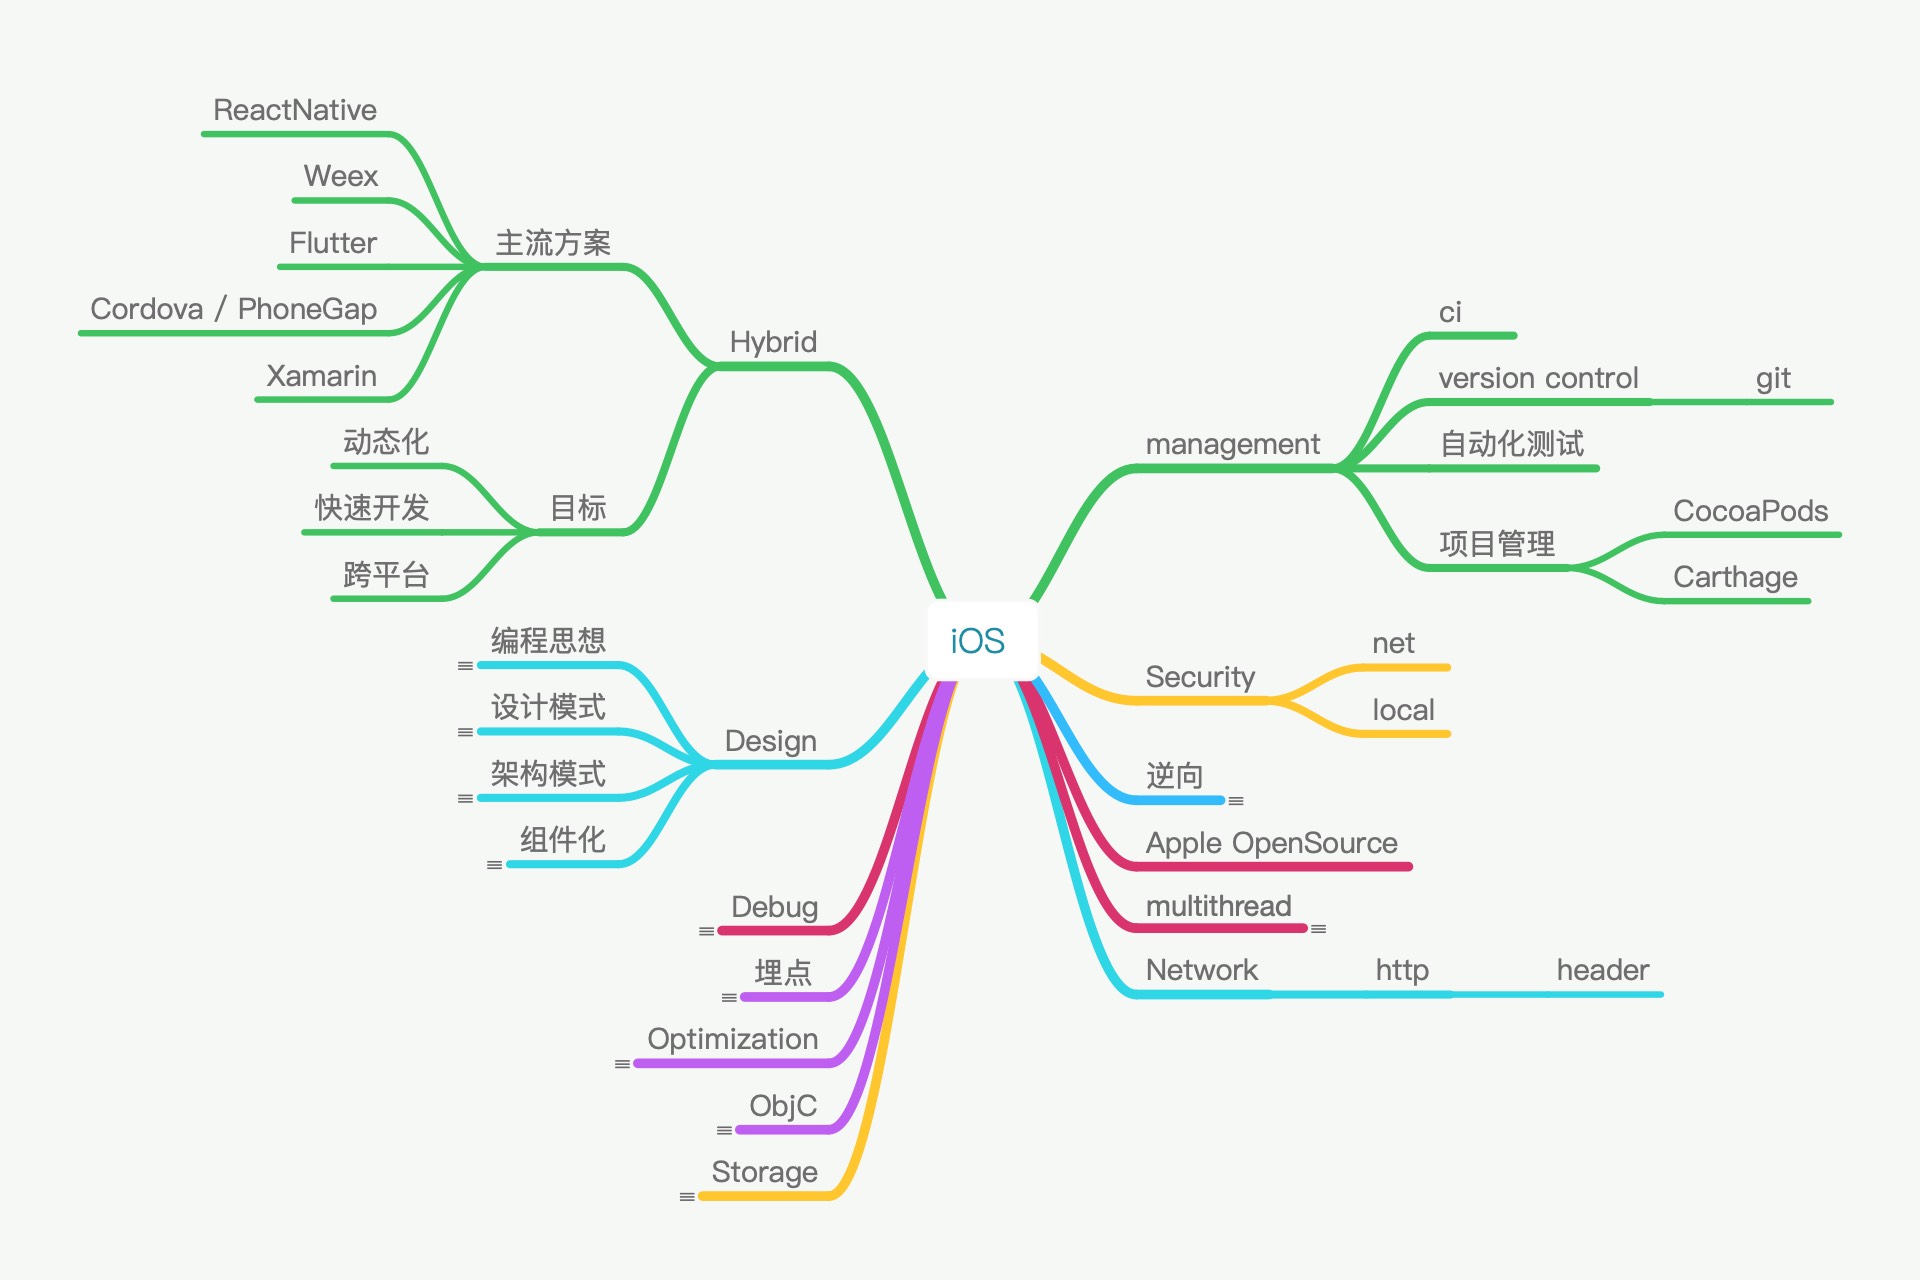 ReactNative
Weex
Flutter
Cordova / PhoneGap
Xamarin
主流方案
动态化
快速开发
跨平台
目标
Hybrid
编程思想
设计模式
架构模式
组件化
Design
Debug
埋点
Optimization
ObjC
Storage
iOS
management
ci
version control
git
自动化测试
项目管理
CocoaPods
Carthage
Security
net
local
逆向
Apple OpenSource
multithread
Network
http
header